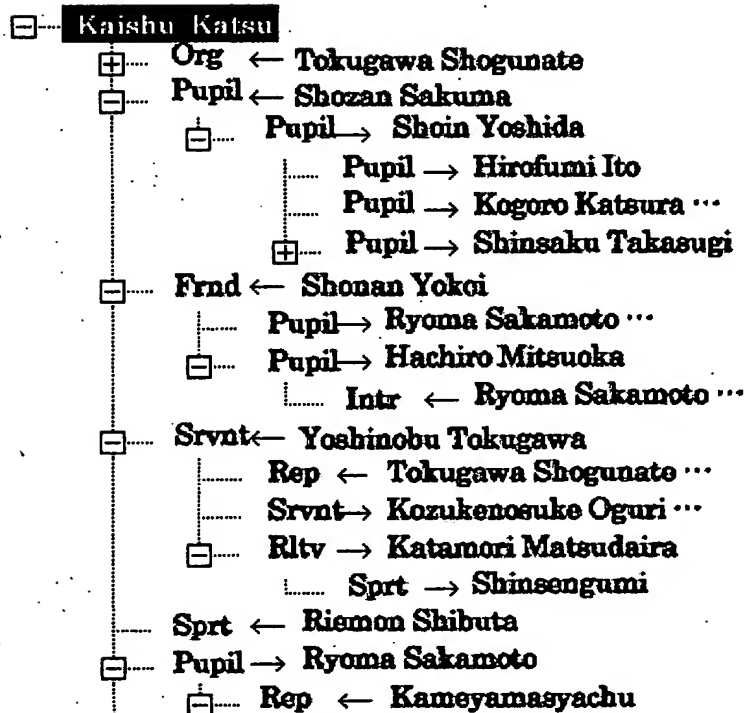 Kaishu Katsu
Org ← Tokugawa Shogunate
Pupil ← Shozan Sakuma
Pupil → Shoin Yoshida
Pupil → Hirofumi Ito
Pupil → Kogoro Katsura ...
Pupil → Shinsaku Takasugi
Frnd ← Shonan Yokoi
Pupil → Ryoma Sakamoto ...
Pupil → Hachiro Mitsuoka
Intr ← Ryoma Sakamoto ...
Srvnt ← Yoshinobu Tokugawa
Rep ← Tokugawa Shogunate ...
Srvnt → Kozukenosuke Oguri ...
Rltv → Katamori Matsudaira
Sprt → Shinsengumi
Sprt ← Riemon Shibuta
Pupil → Ryoma Sakamoto
Rep ← Kameyamasyachu